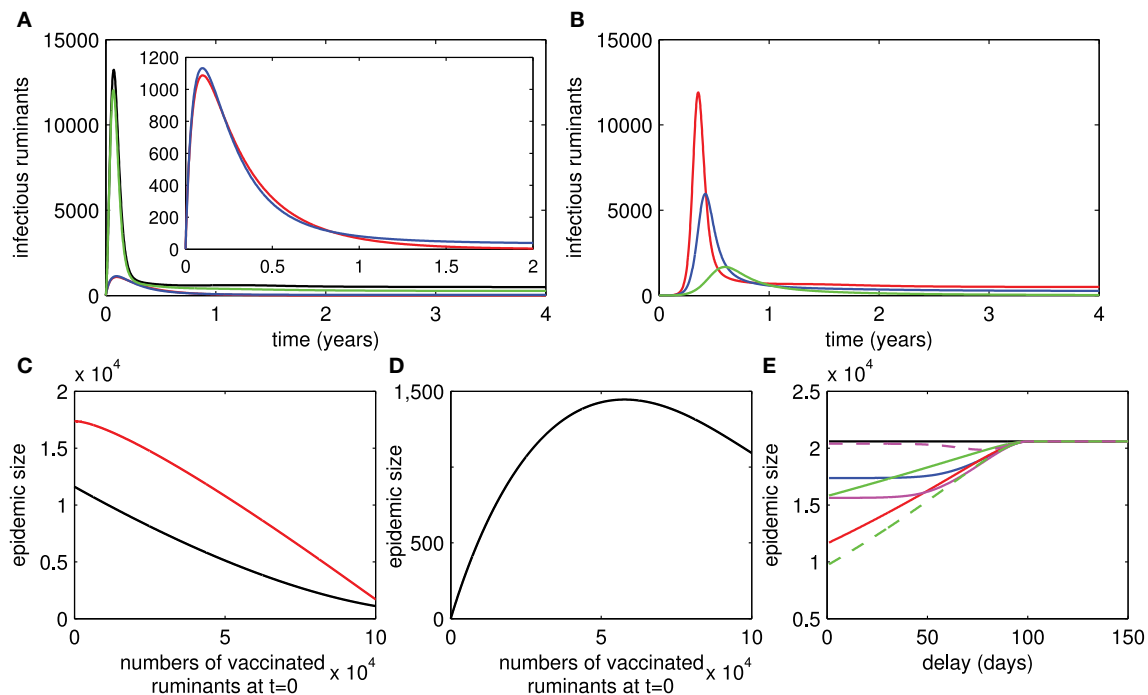 A
15000
10000
5000
0
infectious ruminants
0 1 2 3 4
time (years)
1200
1000
800
600
400
200
0
0 0.5 1 1.5 2
B
15000
10000
5000
0
infectious ruminants
0 1 2 3 4
time (years)
C
x 10^4
2
1.5
1
0.5
0
epidemic size
0 5 10
x 10^4
numbers of vaccinated
ruminants at t=0
D
1,500
500
0
epidemic size
0 5 10
x 10^4
numbers of vaccinated
ruminants at t=0
E
x 10^4
2.5
2
1.5
1
0.5
epidemic size
0 50 100 150
delay (days)